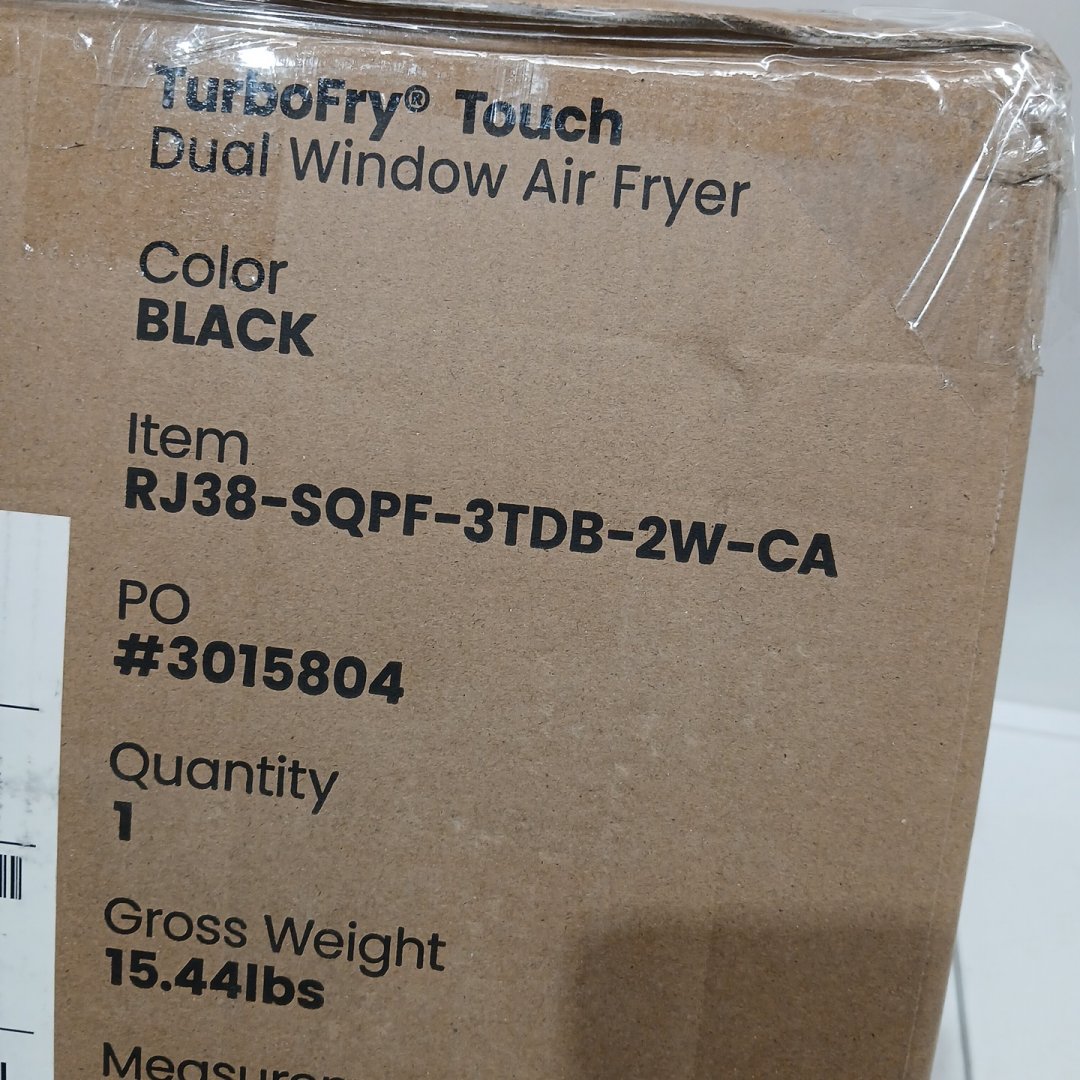 TurboFry® Touch
Dual Window Air Fryer
Color
BLACK
Item
RJ38-SQPF-3TDB-2W-CA
PO
#3015804
Quantity
1
Gross Weight
15.44lbs